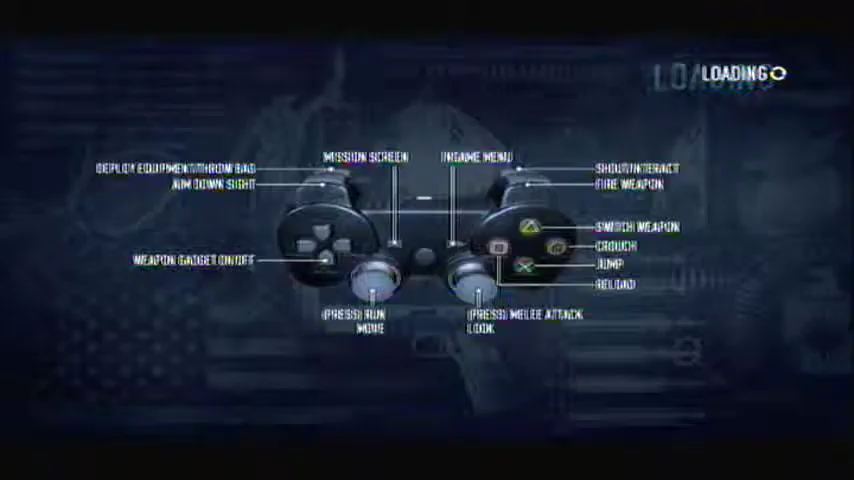 LOADING
MISSION SCREEN
INGAME MENU
DEPLOY EQUIPMENT/THROW BAG
SHOUT/INTERACT
AIM DOWN SIGHT
FIRE WEAPON
SWITCH WEAPON
CROUCH
WEAPON GADGET ON/OFF
JUMP
RELOAD
(PRESS) RUN
MOVE
(PRESS) MELEE ATTACK
LOOK